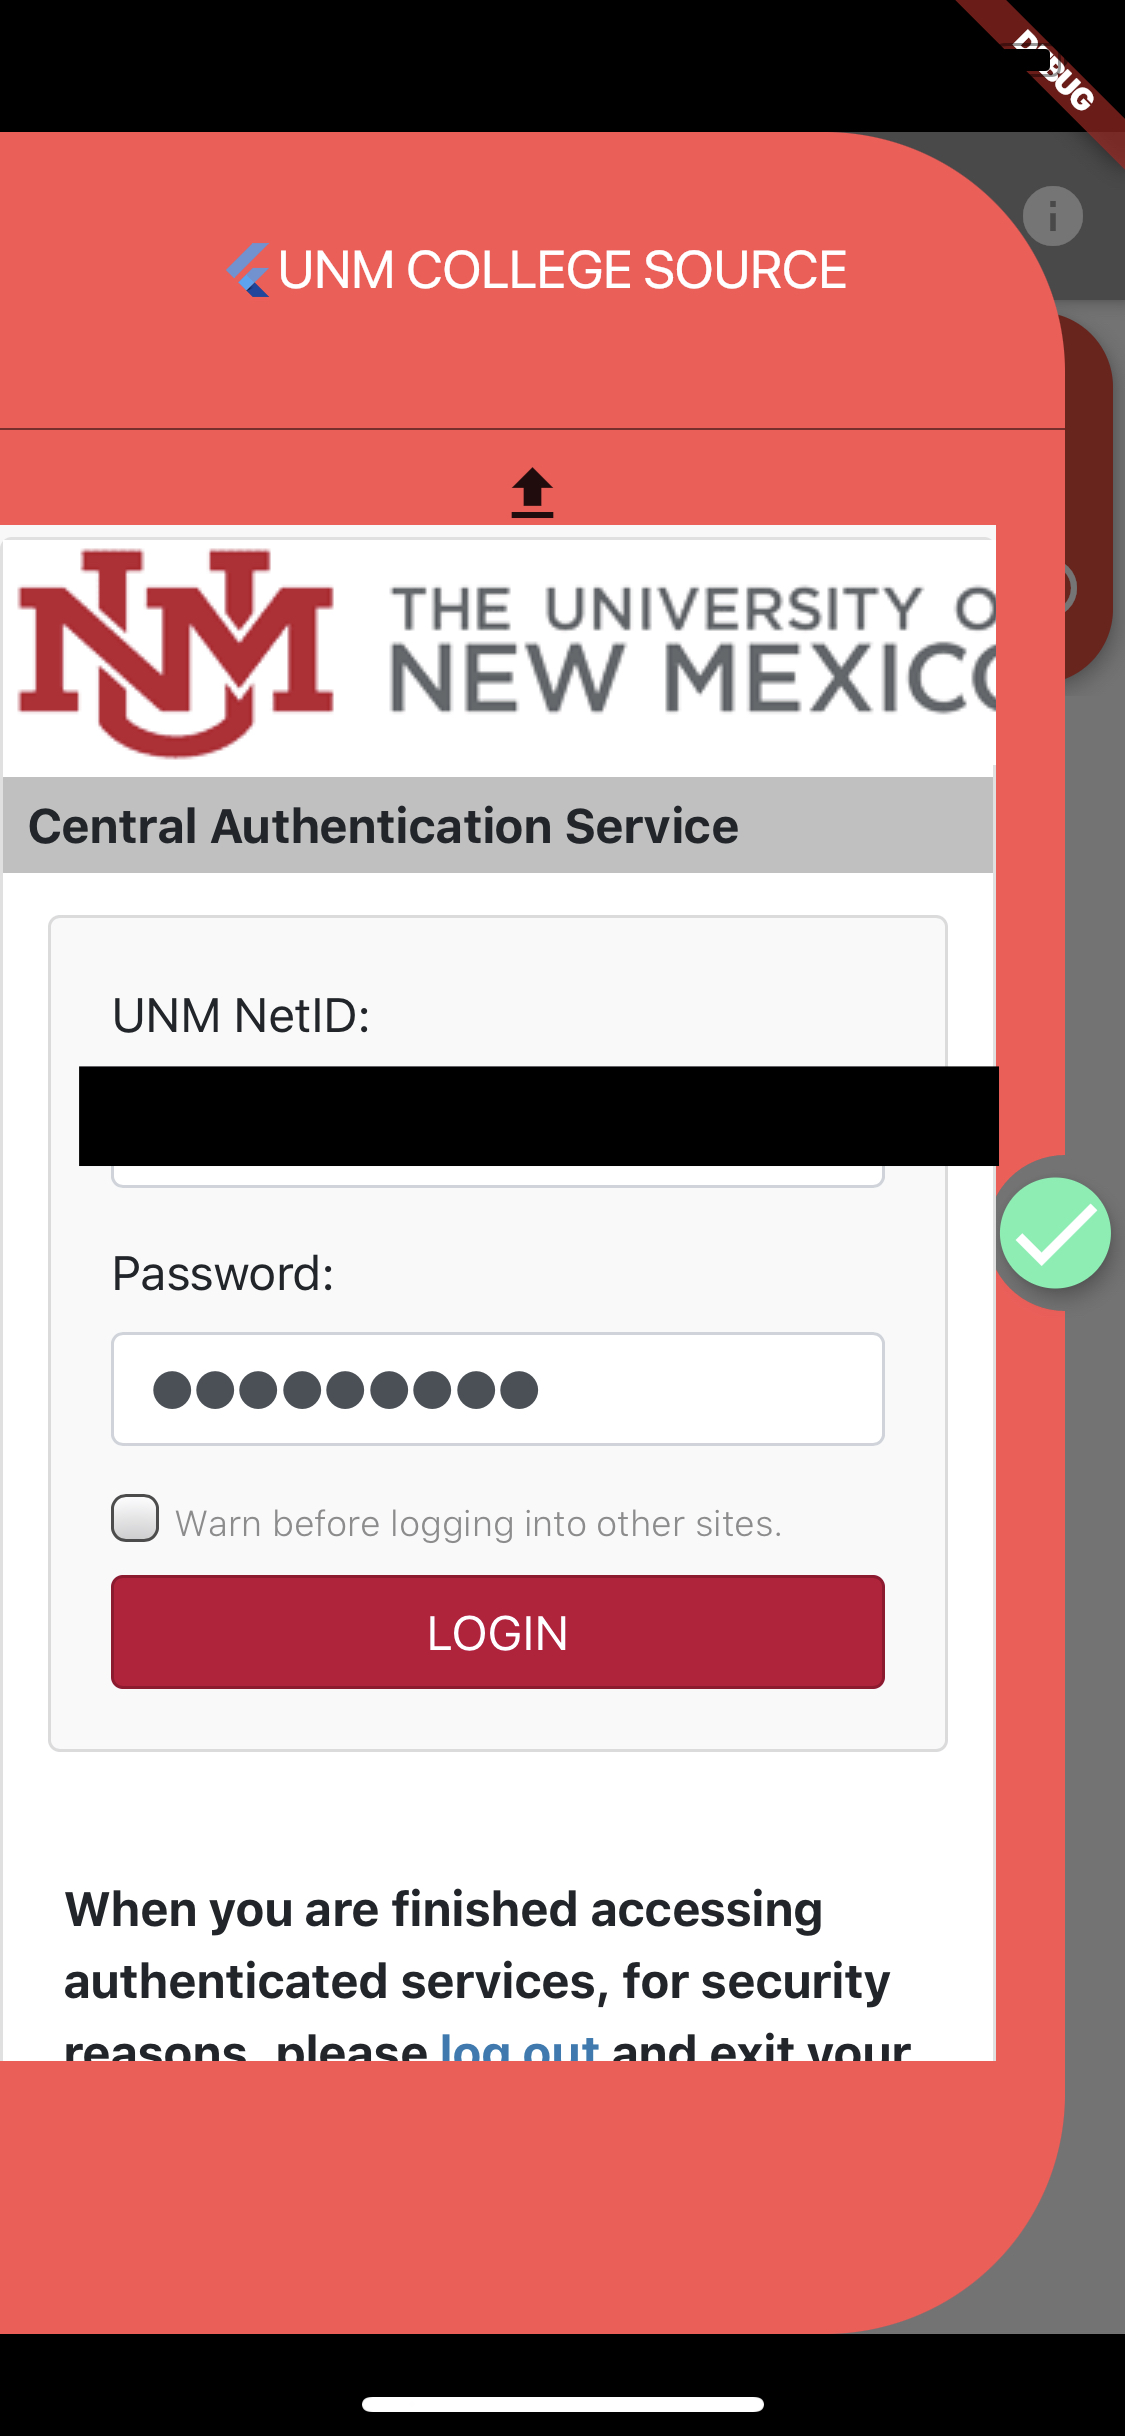 DEBUG
UNM COLLEGE SOURCE
THE UNIVERSITY
NEW MEXICO
Central Authentication Service
UNM NetID:
Password:
Warn before logging into other sites.
LOGIN
When you are finished accessing
authenticated services, for security
reasons, please log out and exit your